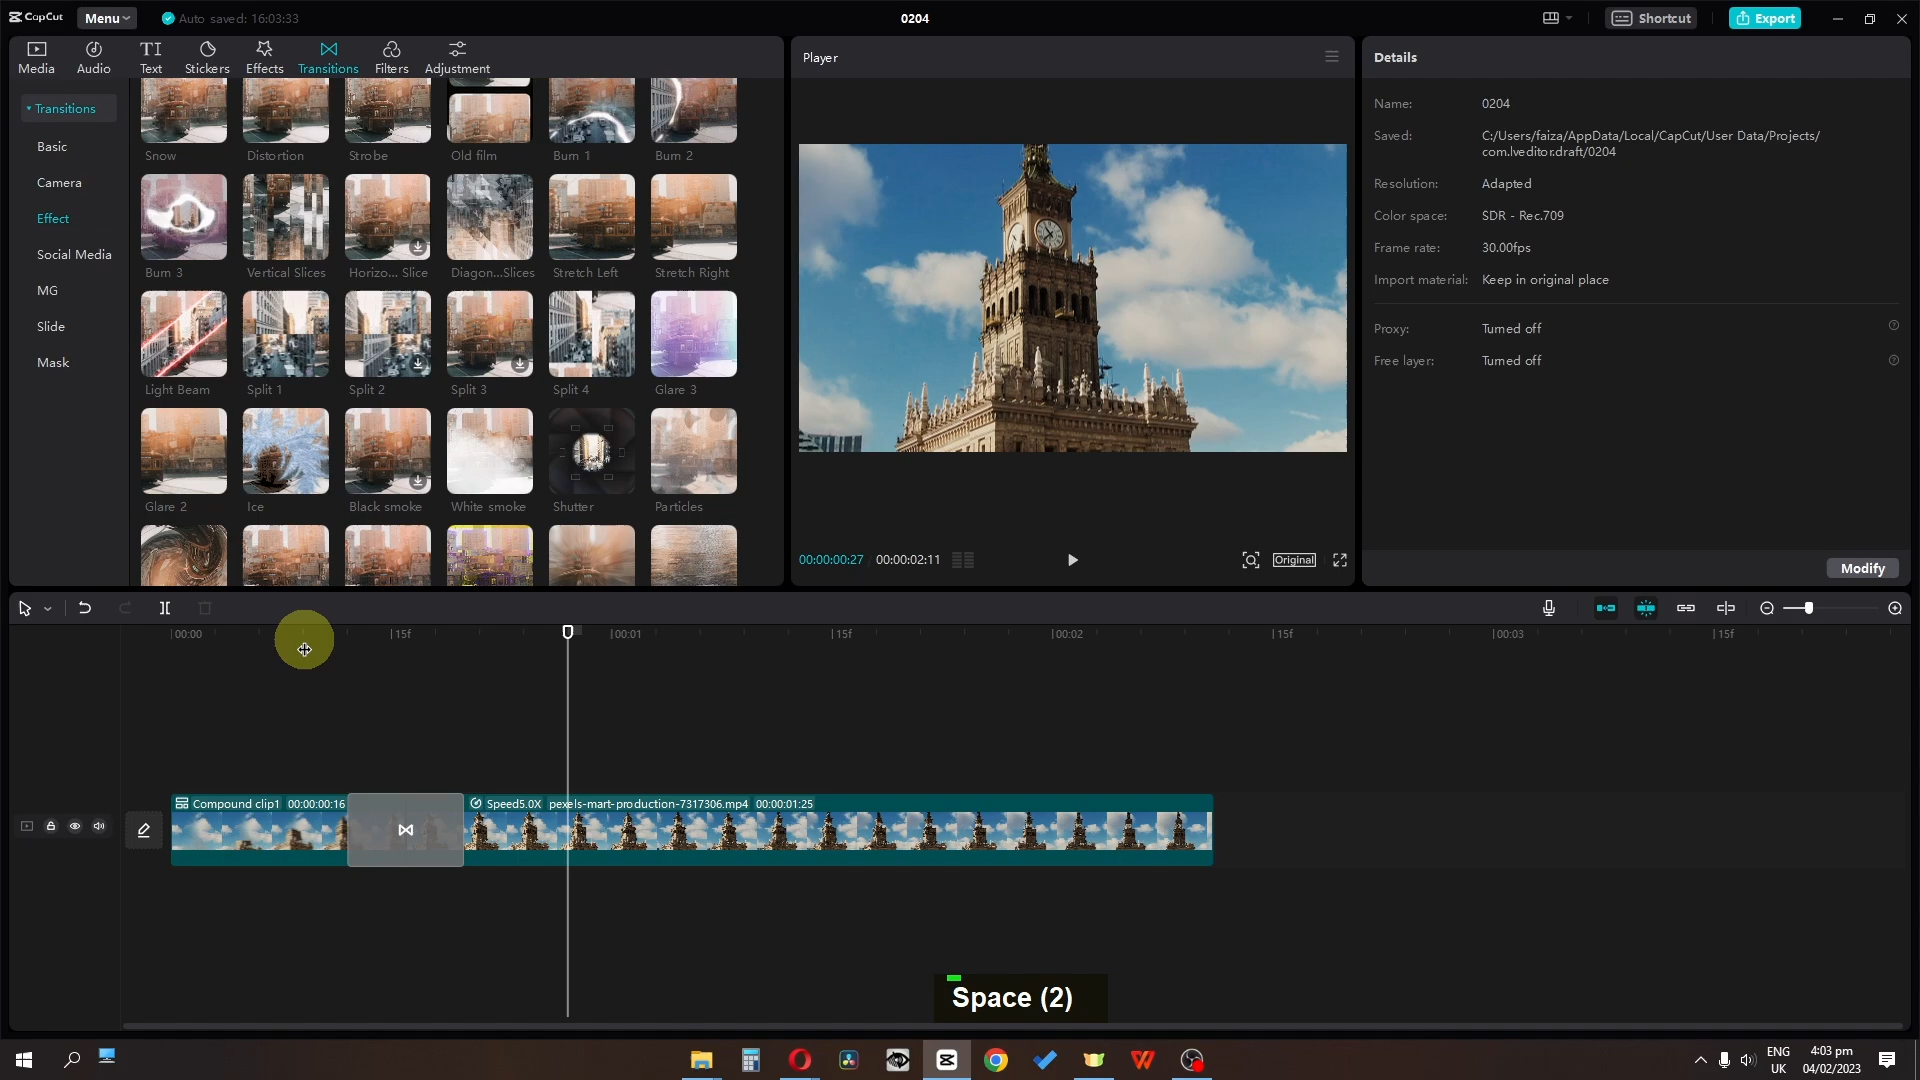 CapCut
Menu
Auto saved: 16:03:33
0204
Shortcut
Export
Media
Audio
TI
Text
Stickers
Effects
Transitions
Filters
Adjustment
Player
Details
Transitions
Basic
Camera
Effect
Social Media
MG
Slide
Mask
Snow
Distortion
Strobe
Old film
Burn 1
Burn 2
Burn 3
Vertical Slices
Horizo... Slice
Diagon...Slices
Stretch Left
Stretch Right
Light Beam
Split 1
Split 2
Split 3
Split 4
Glare 3
Glare 2
Ice
Black smoke
White smoke
Shutter
Particles
00:00:00:27
00:00:02:11
Original
Name:
0204
Saved:
C:/Users/faiza/AppData/Local/CapCut/User Data/Projects/
com.lveditor.draft/0204
Resolution:
Adapted
Color space:
SDR - Rec.709
Frame rate:
30.00fps
Import material:
Keep in original place
Proxy:
Turned off
Free layer:
Turned off
Modify
00:00
15f
00:01
15f
00:02
15f
00:03
15f
Compound clip1 00:00:00:16
Speed5.0X pexels-mart-production-7317306.mp4 00:00:01:25
Space (2)
ENG
UK
4:03 pm
04/02/2023